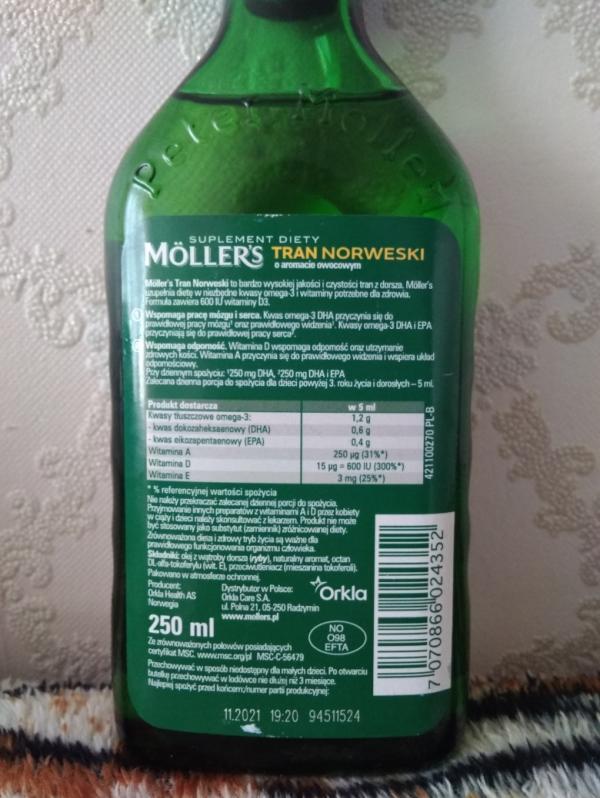 Peter Möller
SUPLEMENT DIETY
MÖLLER'S TRAN NORWESKI
o aromacie owocowym
Möller's Tran Norweski to bardzo wysokiej jakości i czystości tran z dorsza. Möller's
uzupełnia dietę w niezbędne kwasy omega-3 i witaminy potrzebne dla zdrowia.
Formuła zawiera 600 IU witaminy D3.
Wspomaga pracę mózgu i serca. Kwas omega-3 DHA przyczynia się do
prawidłowej pracy mózgu¹ oraz prawidłowego widzenia¹. Kwasy omega-3 DHA i EPA
przyczyniają się do prawidłowej pracy serca².
Wspomaga odporność. Witamina D wspomaga odporność oraz utrzymanie
zdrowych kości. Witamina A przyczynia się do prawidłowego widzenia i wspiera układ
odpornościowy.
Przy dziennym spożyciu: ¹250 mg DHA, ²250 mg DHA i EPA
Zalecana dzienna porcja do spożycia dla dzieci powyżej 3. roku życia i dorosłych – 5 ml.
Produkt dostarcza w 5 ml
Kwasy tłuszczowe omega-3: 1,2 g
- kwas dokozaheksaenowy (DHA) 0,6 g
- kwas eikozapentaenowy (EPA) 0,4 g
Witamina A 250 µg (31%*)
Witamina D 15 µg = 600 IU (300%*)
Witamina E 3 mg (25%*)
421100270 PL-B
* % referencyjnej wartości spożycia
Nie należy przekraczać zalecanej dziennej porcji do spożycia.
Przyjmowanie innych preparatów z witaminami A i D przez kobiety
w ciąży i dzieci należy skonsultować z lekarzem. Produkt nie może
być stosowany jako substytut (zamiennik) zróżnicowanej diety.
Zrównoważona dieta i zdrowy tryb życia są ważne dla
prawidłowego funkcjonowania organizmu człowieka.
Składniki: olej z wątroby dorsza (ryby), naturalny aromat, octan
DL-alfa-tokoferylu (wit. E), przeciwutleniacz (mieszanina tokoferoli).
Pakowano w atmosferze ochronnej.
Producent:
Orkla Health AS
Norwegia
Dystrybutor w Polsce:
Orkla Care S.A.
ul. Polna 21, 05-250 Radzymin
www.mollers.pl
Orkla
250 ml
NO
O98
EFTA
Ze zrównoważonych połowów posiadających
certyfikat MSC. www.msc.org/pl MSC-C-56479
Przechowywać w sposób niedostępny dla małych dzieci. Po otwarciu
butelkę przechowywać w lodówce nie dłużej niż 3 miesiące.
Najlepiej spożyć przed końcem/numer partii produkcyjnej:
11.2021 19:20 94511524
7 070866 024352